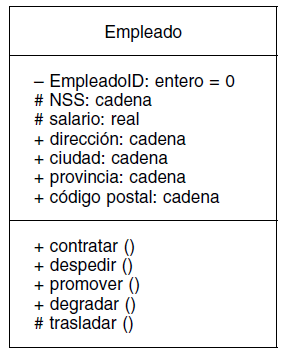 Empleado
– EmpleadoID: entero = 0
# NSS: cadena
# salario: real
+ dirección: cadena
+ ciudad: cadena
+ provincia: cadena
+ código postal: cadena
+ contratar ()
+ despedir ()
+ promover ()
+ degradar ()
# trasladar ()